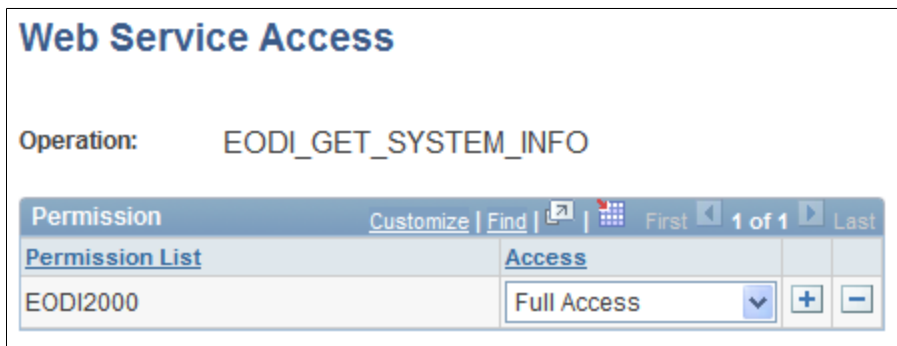 Web Service Access
Operation: EODI_GET_SYSTEM_INFO
Permission Customize | Find | | First 1 of 1 Last
Permission List Access
EODI2000 Full Access